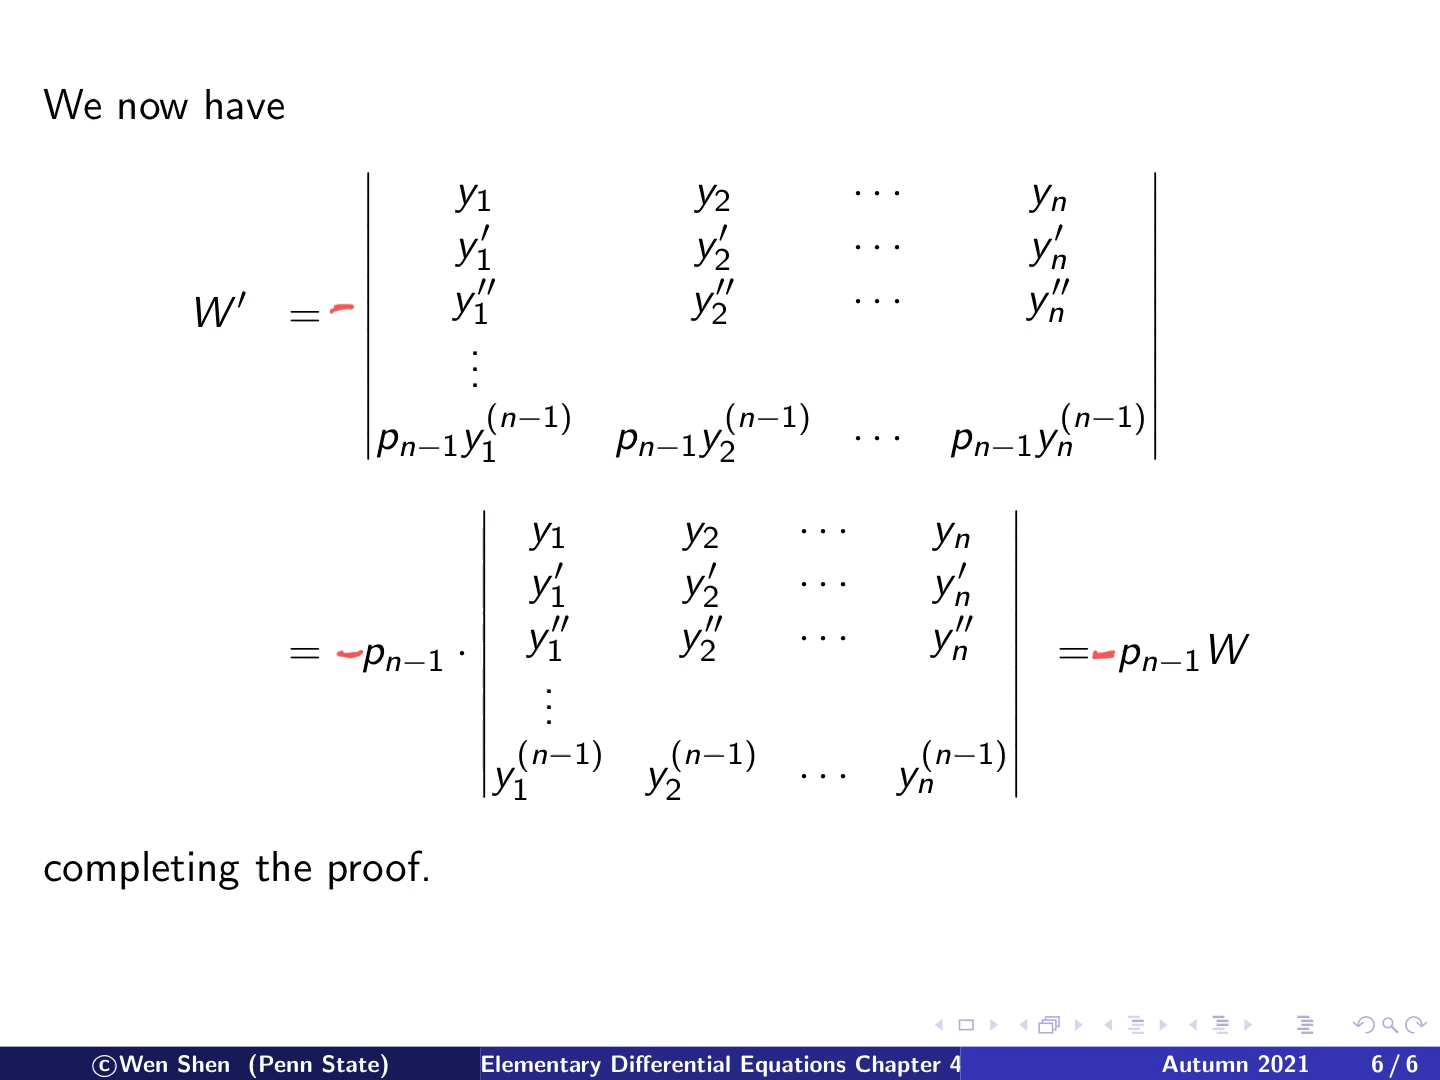 We now have
y₁ y₂ ⋯ yₙ
y₁′ y₂′ ⋯ yₙ′
W′ = − y₁″ y₂″ ⋯ yₙ″
⋮
pₙ₋₁y₁⁽ⁿ⁻¹⁾ pₙ₋₁y₂⁽ⁿ⁻¹⁾ ⋯ pₙ₋₁yₙ⁽ⁿ⁻¹⁾
y₁ y₂ ⋯ yₙ
y₁′ y₂′ ⋯ yₙ′
= −pₙ₋₁ · y₁″ y₂″ ⋯ yₙ″ = −pₙ₋₁W
⋮
y₁⁽ⁿ⁻¹⁾ y₂⁽ⁿ⁻¹⁾ ⋯ yₙ⁽ⁿ⁻¹⁾
completing the proof.
©Wen Shen (Penn State) Elementary Differential Equations Chapter 4 Autumn 2021 6 / 6